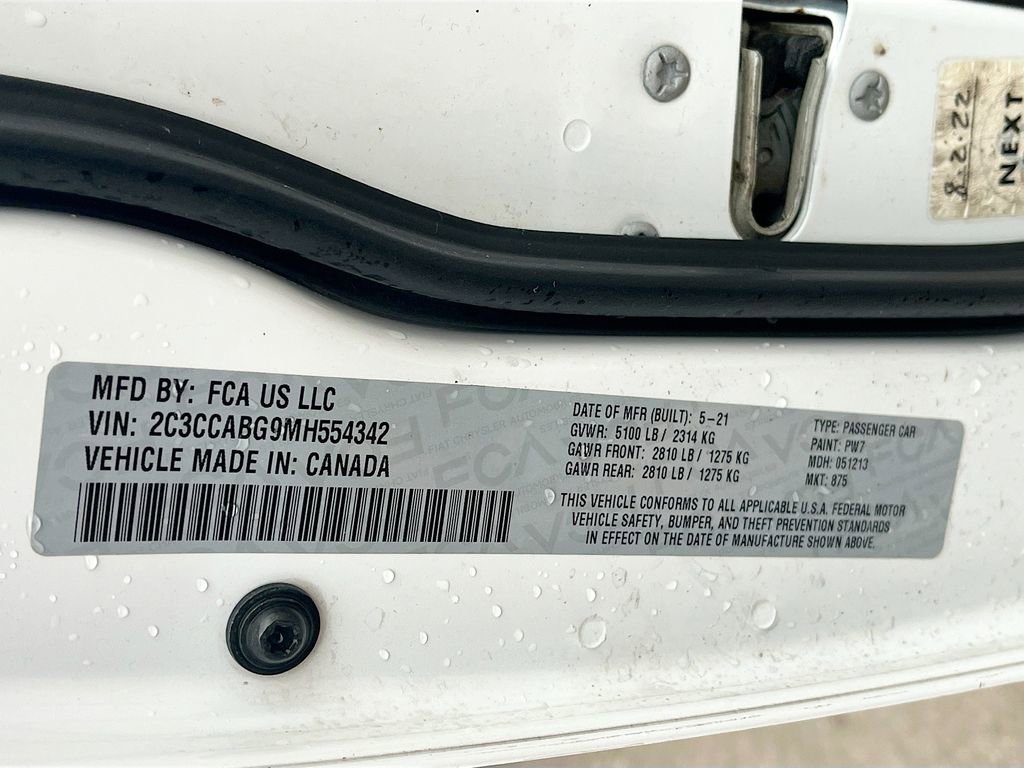 8-2-22
NEXT
MFD BY: FCA US LLC
VIN: 2C3CCABG9MH554342
VEHICLE MADE IN: CANADA
DATE OF MFR (BUILT): 5-21
GVWR: 5100 LB / 2314 KG
GAWR FRONT: 2810 LB / 1275 KG
GAWR REAR: 2810 LB / 1275 KG
TYPE: PASSENGER CAR
PAINT: PW7
MDH: 051213
MKT: 875
THIS VEHICLE CONFORMS TO ALL APPLICABLE U.S.A. FEDERAL MOTOR
VEHICLE SAFETY, BUMPER, AND THEFT PREVENTION STANDARDS
IN EFFECT ON THE DATE OF MANUFACTURE SHOWN ABOVE.